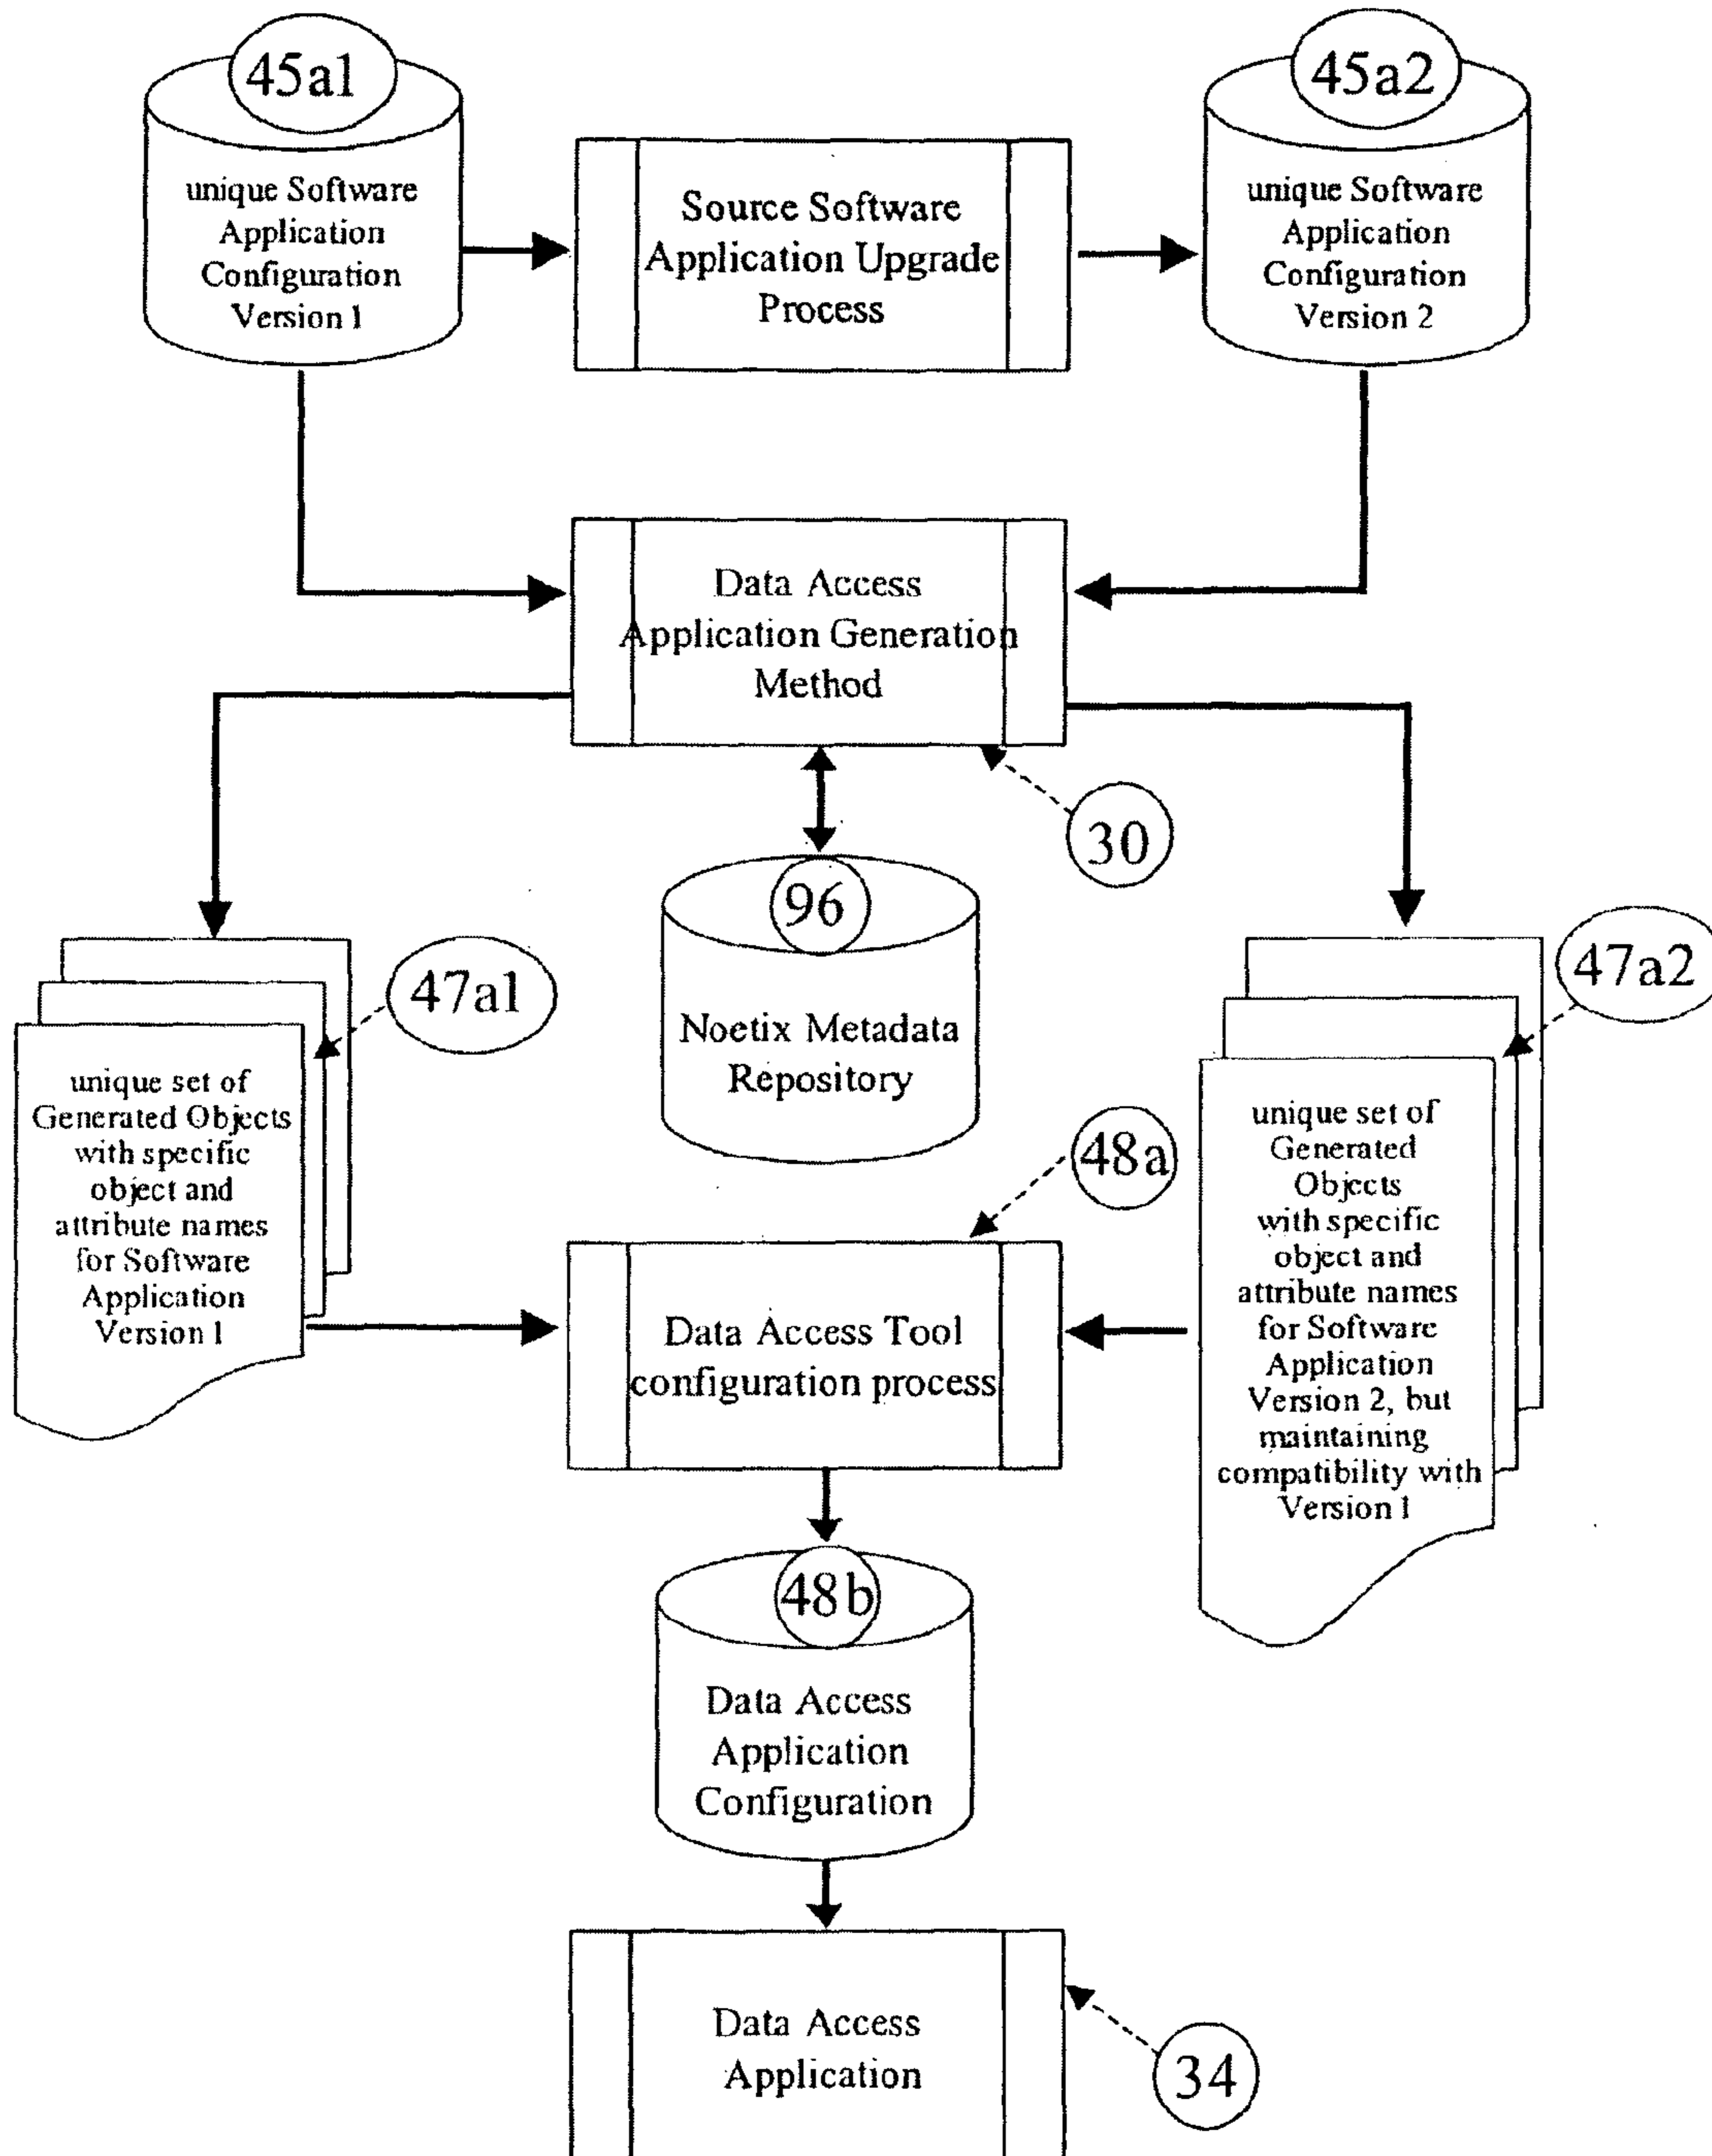 45a1
45a2
unique Software
Application
Configuration
Version 1
Source Software
Application Upgrade
Process
unique Software
Application
Configuration
Version 2
Data Access
Application Generation
Method
30
96
Noetix Metadata
Repository
47a1
47a2
unique set of
Generated Objects
with specific
object and
attribute names
for Software
Application
Version 1
48a
unique set of
Generated
Objects
with specific
object and
attribute names
for Software
Application
Version 2, but
maintaining
compatibility with
Version 1
Data Access Tool
configuration process
48b
Data Access
Application
Configuration
Data Access
Application
34